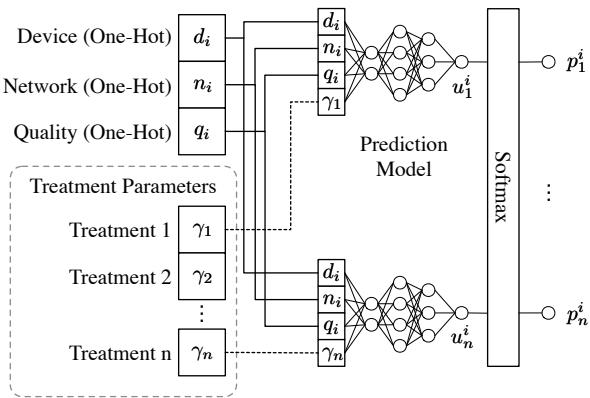 Device (One-Hot)
d_i
Network (One-Hot)
n_i
Quality (One-Hot)
q_i
Treatment Parameters
Treatment 1
γ_1
Treatment 2
γ_2
⋮
Treatment n
γ_n
d_i
n_i
q_i
γ_1
u_1^i
Prediction
Model
d_i
n_i
q_i
γ_n
u_n^i
Softmax
p_1^i
⋮
p_n^i